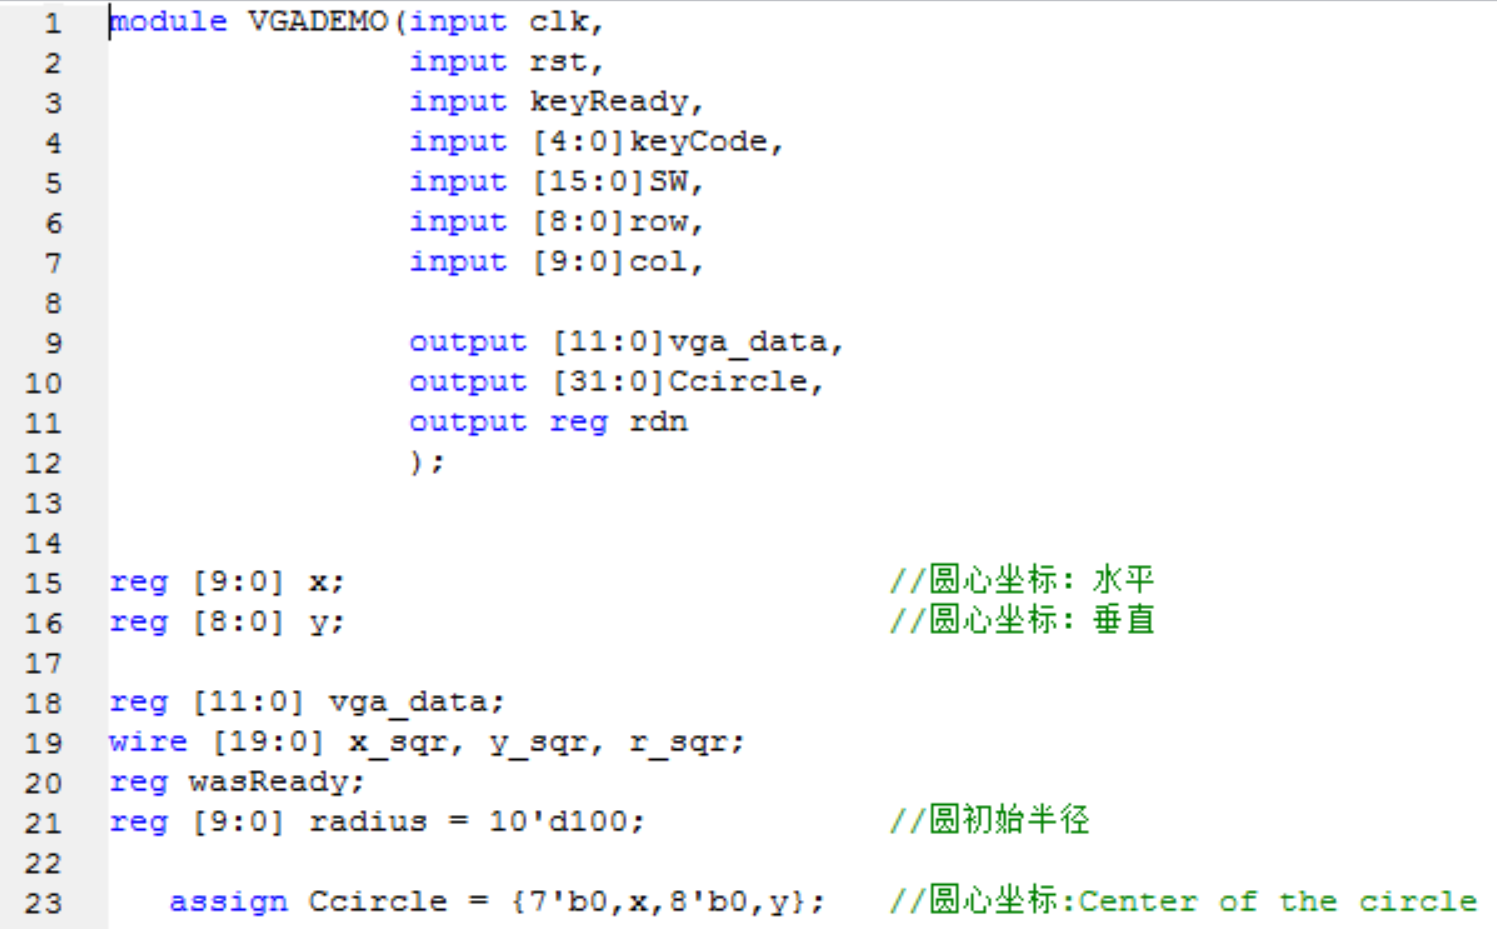 1 module VGADEMO(input clk,
2 input rst,
3 input keyReady,
4 input [4:0]keyCode,
5 input [15:0]SW,
6 input [8:0]row,
7 input [9:0]col,
8
9 output [11:0]vga_data,
10 output [31:0]Ccircle,
11 output reg rdn
12 );
13
14
15 reg [9:0] x; //圆心坐标: 水平
16 reg [8:0] y; //圆心坐标: 垂直
17
18 reg [11:0] vga_data;
19 wire [19:0] x_sqr, y_sqr, r_sqr;
20 reg wasReady;
21 reg [9:0] radius = 10'd100; //圆初始半径
22
23 assign Ccircle = {7'b0,x,8'b0,y}; //圆心坐标:Center of the circle